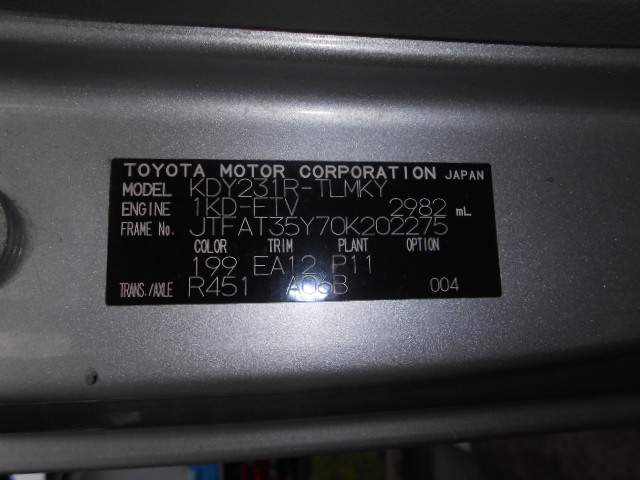 TOYOTA MOTOR CORPORATION JAPAN
MODEL KDY231R-TLMKY
ENGINE 1KD-FTV 2982 mL
FRAME No. JTFAT35Y70K202275
COLOR TRIM PLANT OPTION
199 EA12 P11
TRANS./AXLE R451 A06B 004